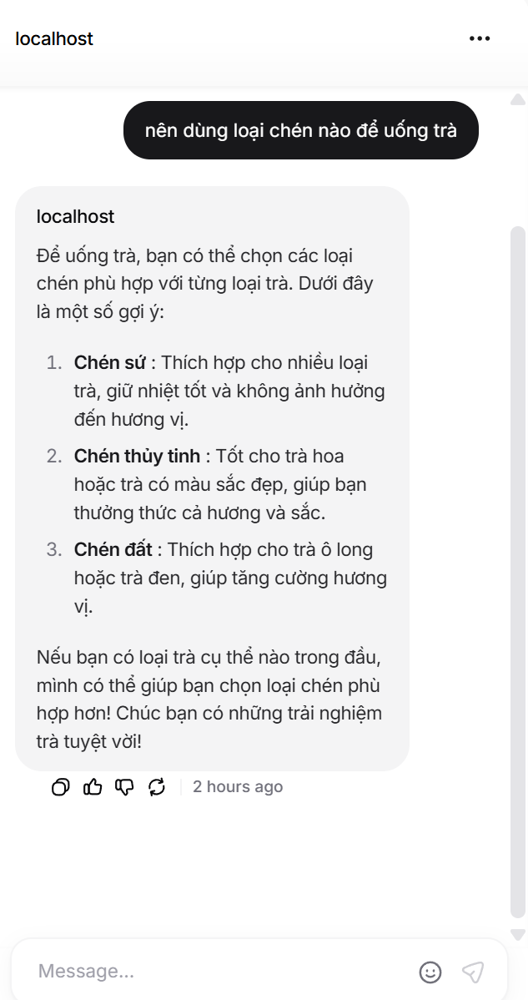 localhost
nên dùng loại chén nào để uống trà
localhost
Để uống trà, bạn có thể chọn các loại
chén phù hợp với từng loại trà. Dưới đây
là một số gợi ý:
1. Chén sứ : Thích hợp cho nhiều loại
trà, giữ nhiệt tốt và không ảnh hưởng
đến hương vị.
2. Chén thủy tinh : Tốt cho trà hoa
hoặc trà có màu sắc đẹp, giúp bạn
thưởng thức cả hương và sắc.
3. Chén đất : Thích hợp cho trà ô long
hoặc trà đen, giúp tăng cường hương
vị.
Nếu bạn có loại trà cụ thể nào trong đầu,
mình có thể giúp bạn chọn loại chén phù
hợp hơn! Chúc bạn có những trải nghiệm
trà tuyệt vời!
2 hours ago
Message...